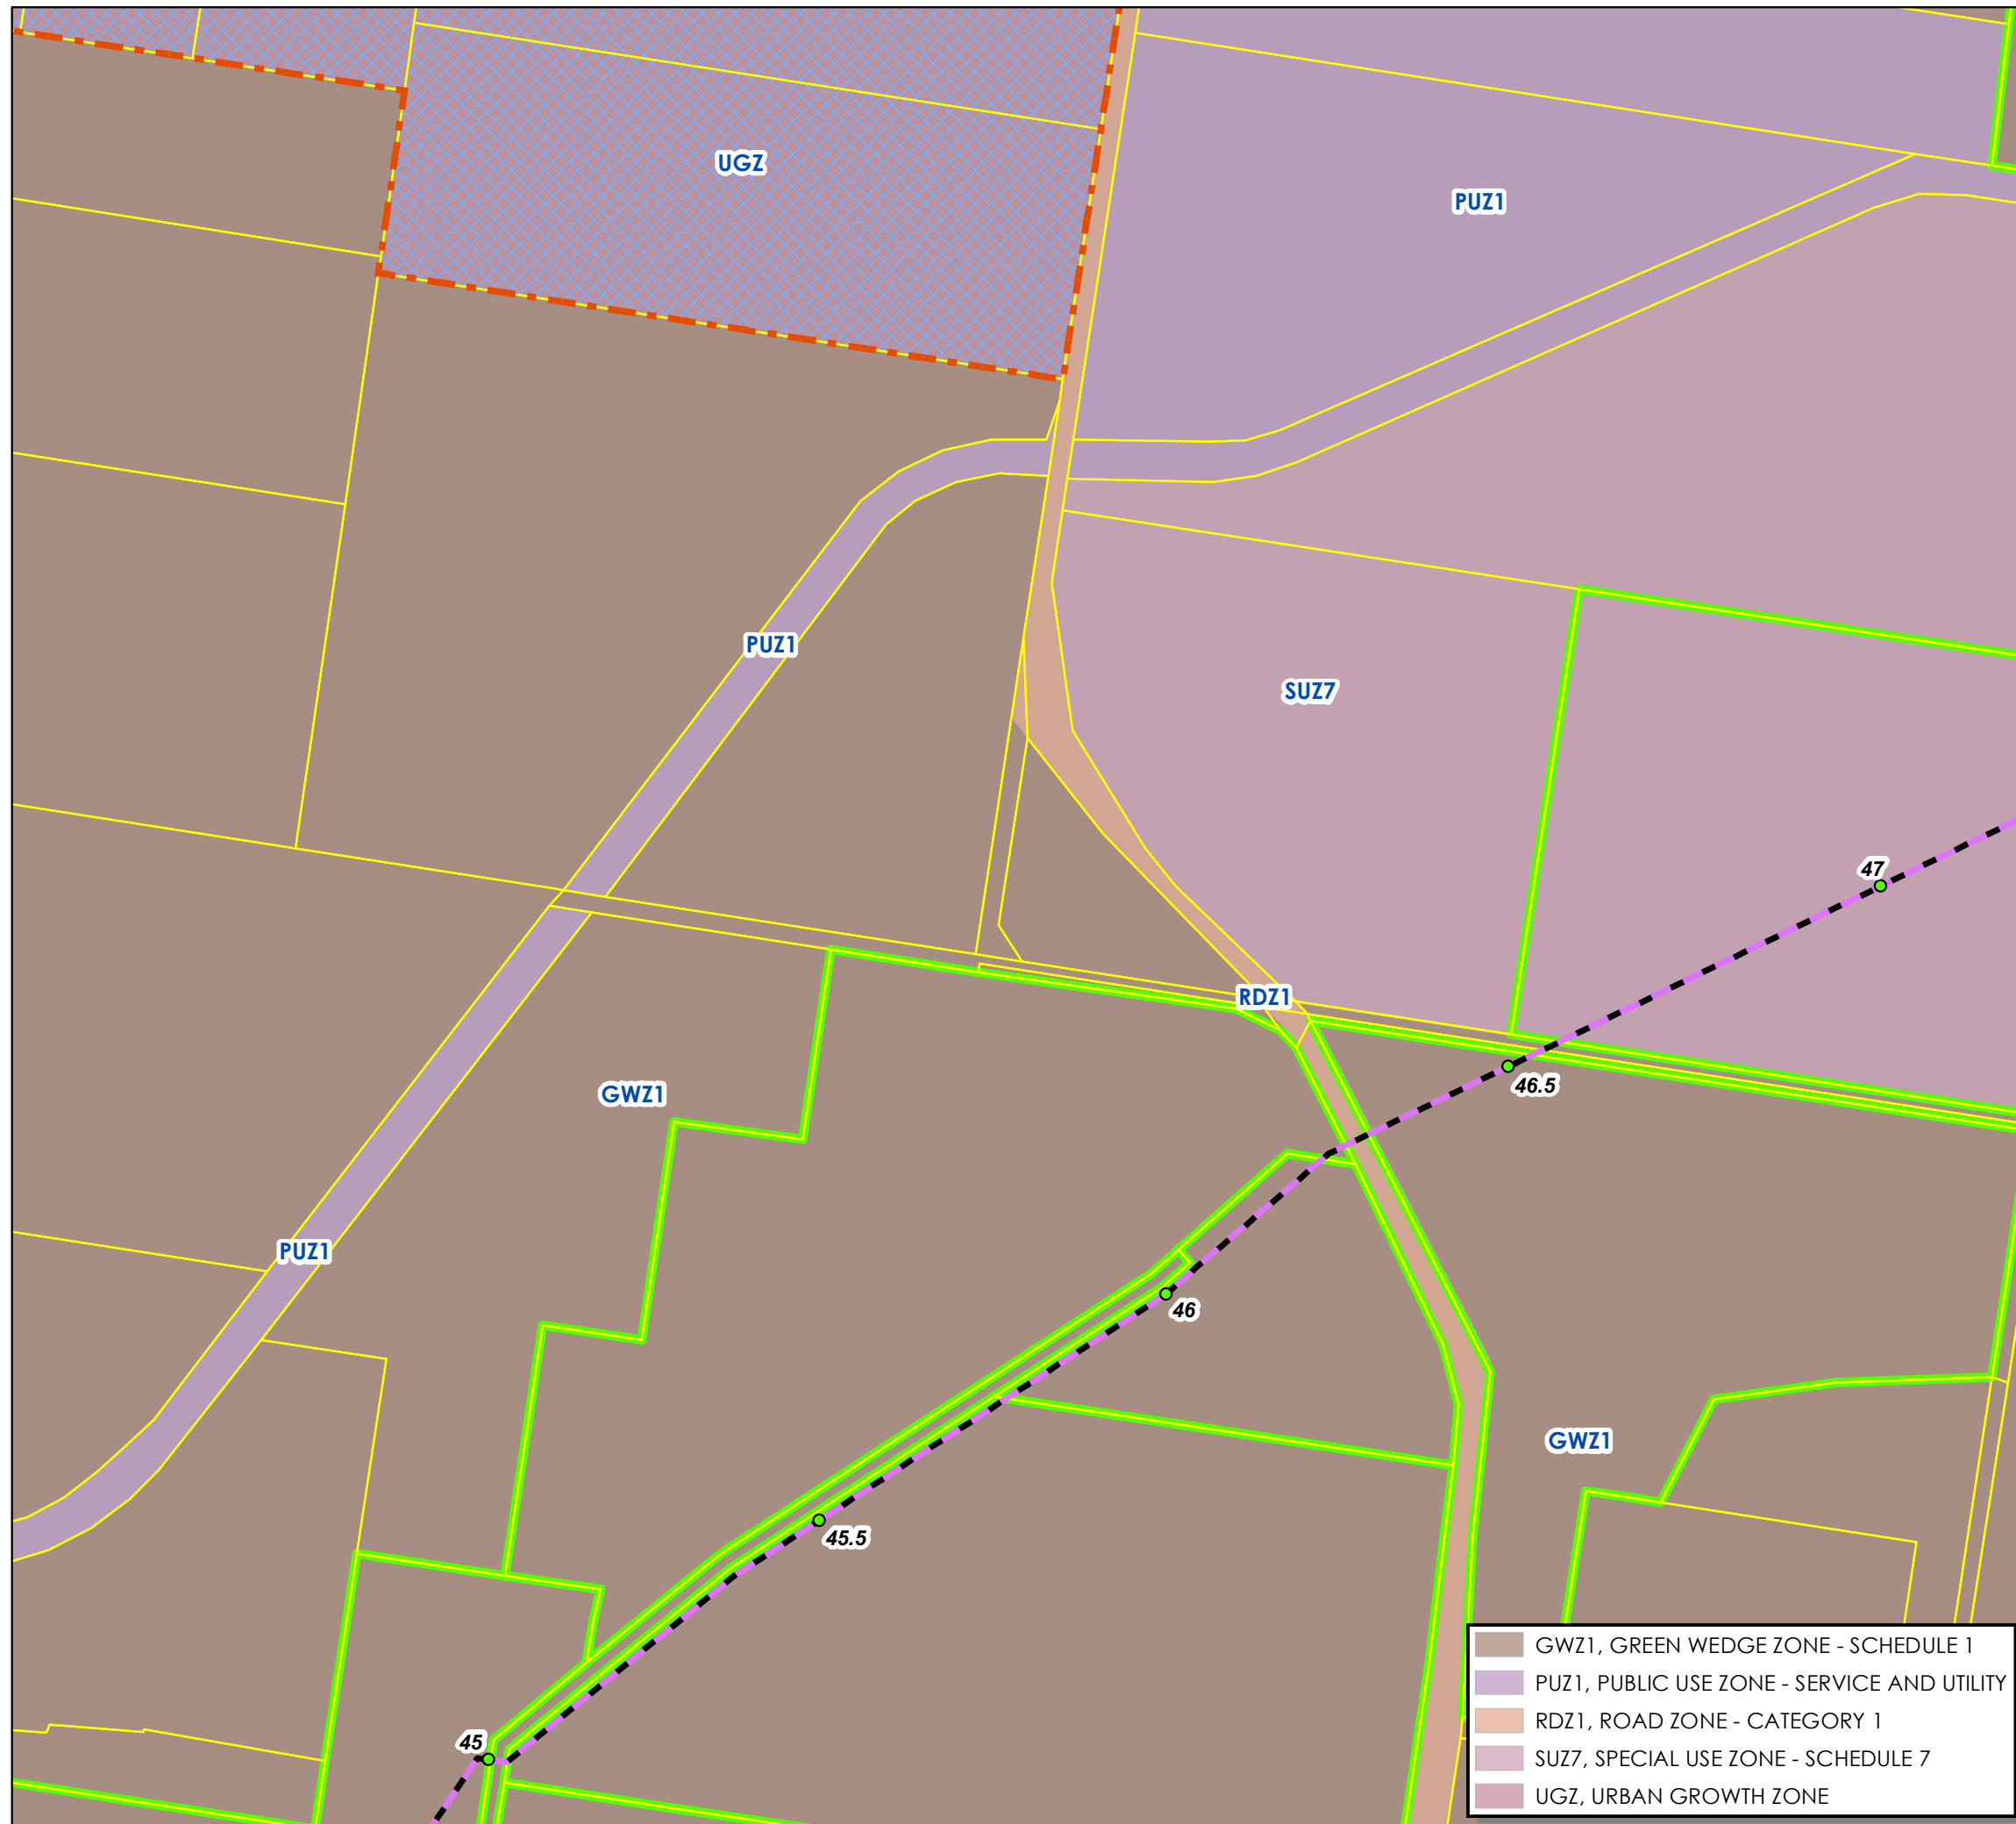 UGZ
PUZ1
PUZ1
SUZ7
47
RDZ1
46.5
GWZ1
PUZ1
46
GWZ1
45.5
45
GWZ1, GREEN WEDGE ZONE - SCHEDULE 1
PUZ1, PUBLIC USE ZONE - SERVICE AND UTILITY
RDZ1, ROAD ZONE - CATEGORY 1
SUZ7, SPECIAL USE ZONE - SCHEDULE 7
UGZ, URBAN GROWTH ZONE